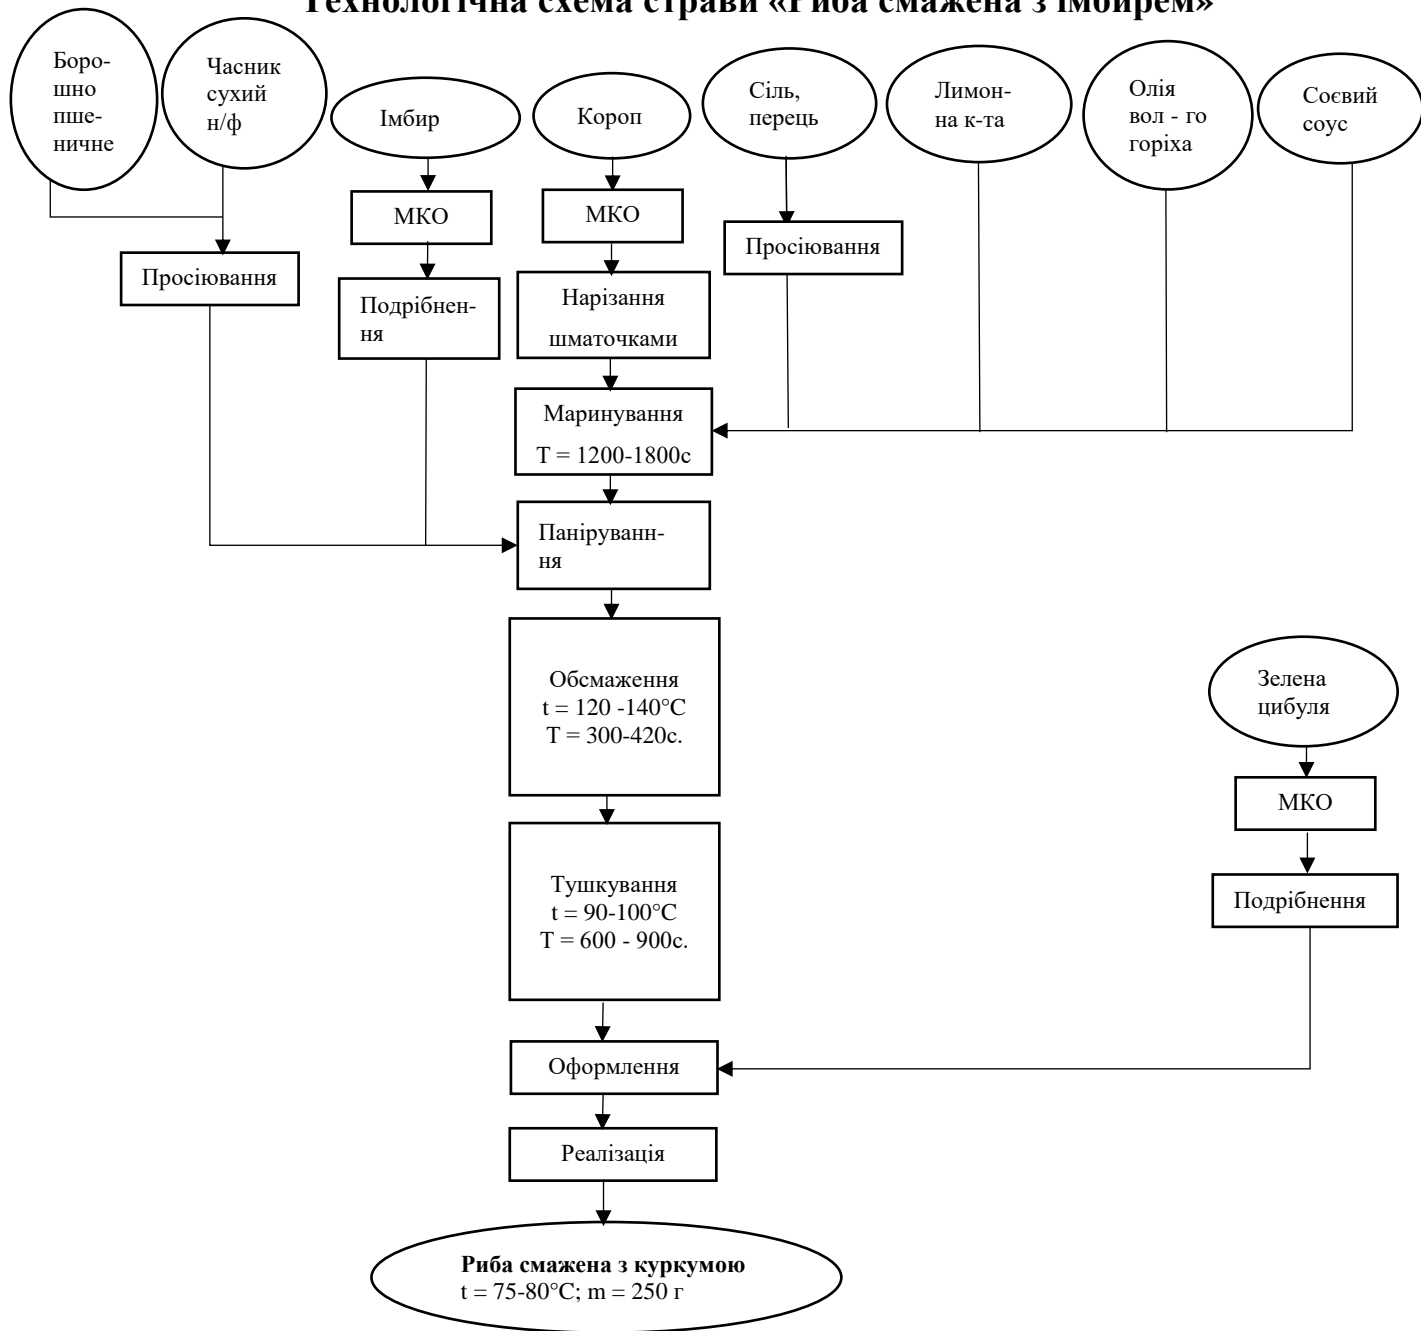 Технологічна схема страви «Риба смажена з імбирем»
Боро-
шно
пше-
ничне
Часник
сухий
н/ф
Імбир
Короп
Сіль,
перець
Лимон-
на к-та
Олія
вол - го
горіха
Соєвий
соус
МКО
МКО
Просіювання
Просіювання
Подрібнен-
ня
Нарізання
шматочками
Маринування
Т = 1200-1800с
Паніруванн-
ня
Обсмаження
t = 120 -140°С
Т = 300-420с.
Зелена
цибуля
МКО
Тушкування
t = 90-100°С
Т = 600 - 900с.
Подрібнення
Оформлення
Реалізація
Риба смажена з куркумою
t = 75-80°С; m = 250 г